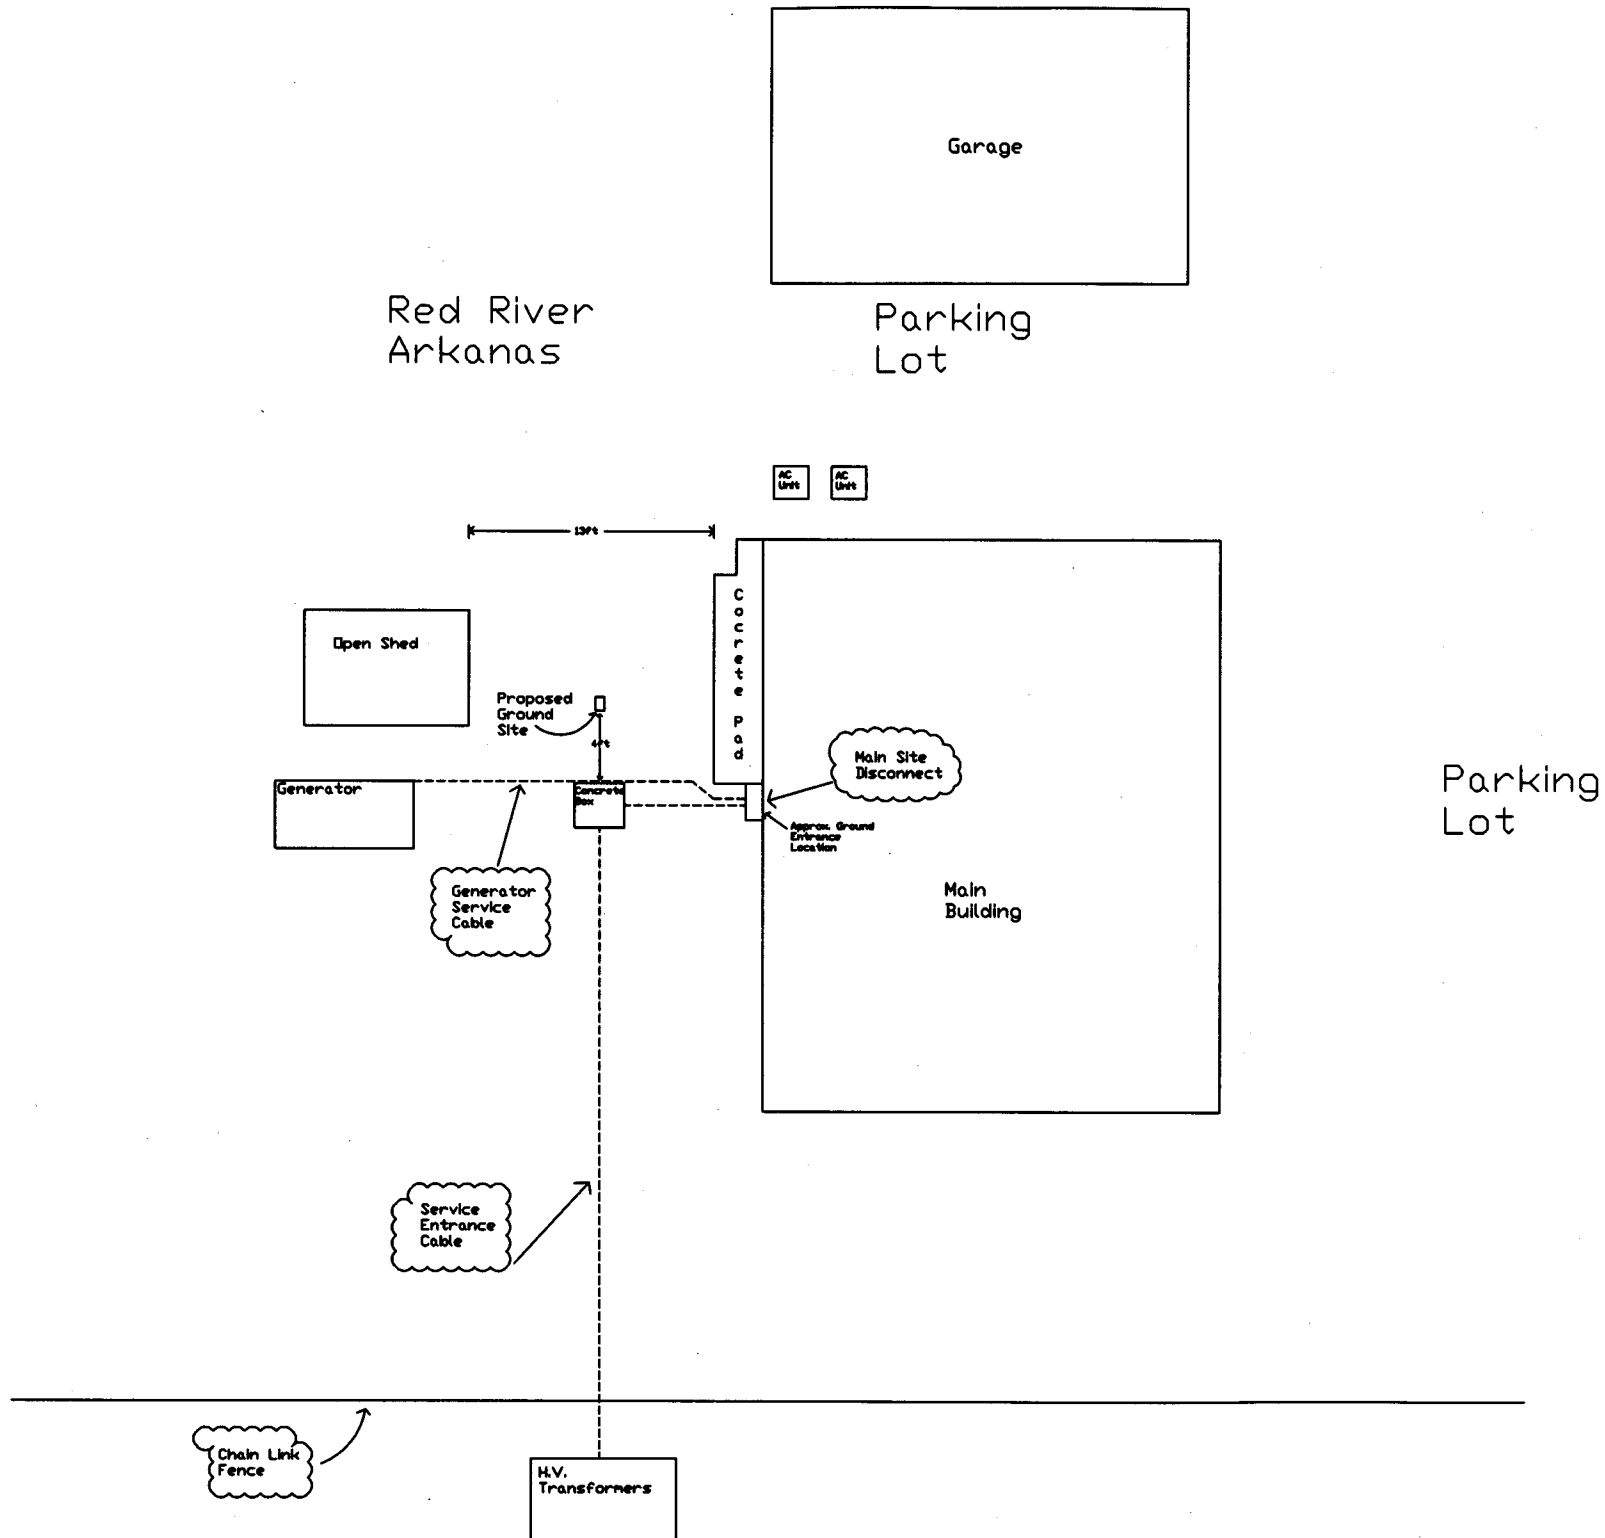 Garage
Red River
Arkanas
Parking
Lot
AC
Unit
AC
Unit
13ft
Cocrete Pad
Open Shed
Proposed
Ground
Site
4ft
Main Site
Disconnect
Generator
Concrete
Box
Approx. Ground
Entrance
Location
Parking
Lot
Generator
Service
Cable
Main
Building
Service
Entrance
Cable
Chain Link
Fence
H.V.
Transformers